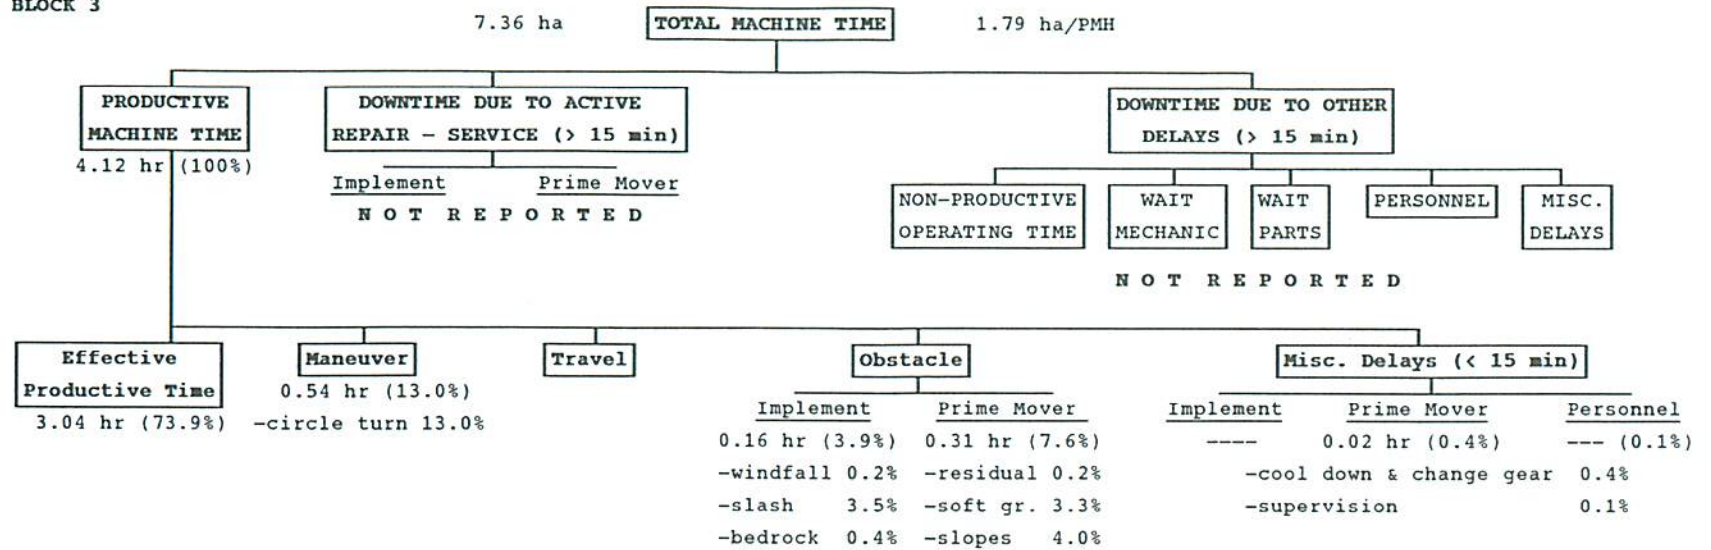 BLOCK 3
7.36 ha TOTAL MACHINE TIME 1.79 ha/PMH
PRODUCTIVE
MACHINE TIME
4.12 hr (100%)
DOWNTIME DUE TO ACTIVE
REPAIR - SERVICE (> 15 min)
Implement Prime Mover
NOT REPORTED
DOWNTIME DUE TO OTHER
DELAYS (> 15 min)
NON-PRODUCTIVE
OPERATING TIME
WAIT
MECHANIC
WAIT
PARTS
PERSONNEL
MISC.
DELAYS
NOT REPORTED
Effective
Productive Time
3.04 hr (73.9%)
Maneuver
0.54 hr (13.0%)
-circle turn 13.0%
Travel
Obstacle
Implement Prime Mover
0.16 hr (3.9%) 0.31 hr (7.6%)
-windfall 0.2% -residual 0.2%
-slash 3.5% -soft gr. 3.3%
-bedrock 0.4% -slopes 4.0%
Misc. Delays (< 15 min)
Implement Prime Mover Personnel
---- 0.02 hr (0.4%) --- (0.1%)
-cool down & change gear 0.4%
-supervision 0.1%